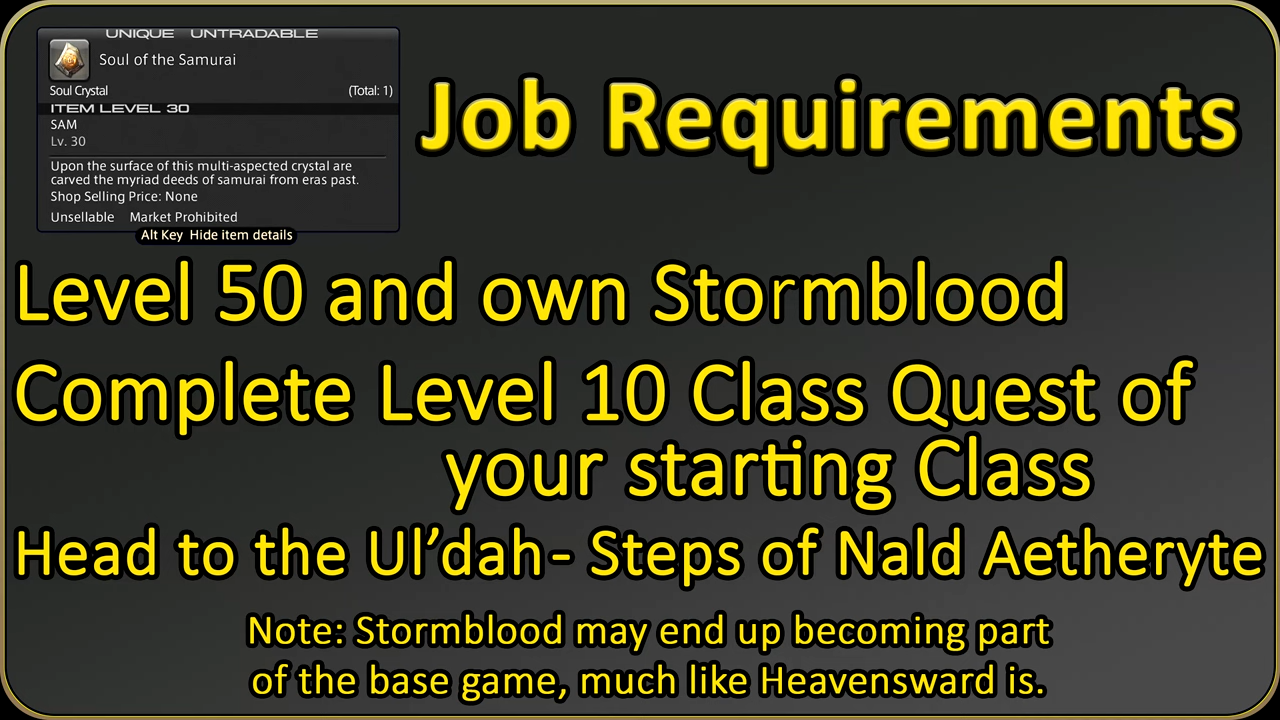 UNIQUE UNTRADABLE
Soul of the Samurai
Soul Crystal (Total: 1)
ITEM LEVEL 30
SAM
Lv. 30
Upon the surface of this multi-aspected crystal are
carved the myriad deeds of samurai from eras past.
Shop Selling Price: None
Unsellable Market Prohibited
Alt Key Hide item details
Job Requirements
Level 50 and own Stormblood
Complete Level 10 Class Quest of
your starting Class
Head to the Ul’dah - Steps of Nald Aetheryte
Note: Stormblood may end up becoming part
of the base game, much like Heavensward is.